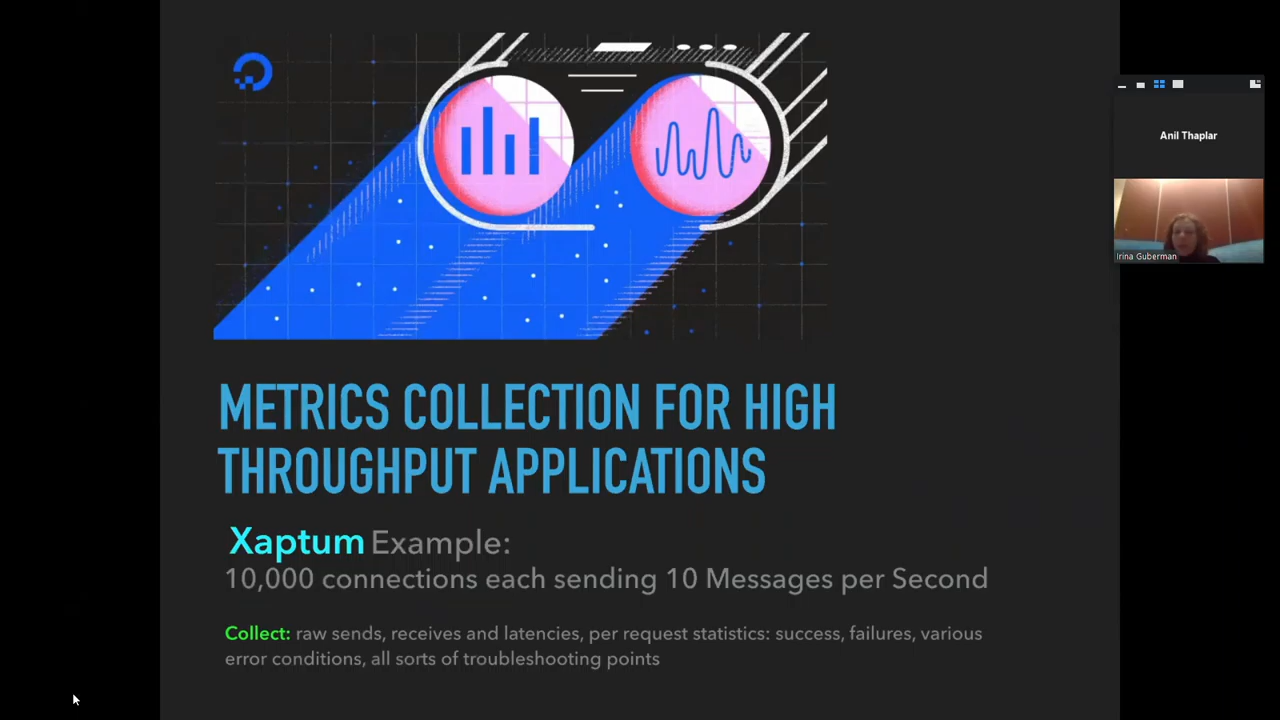 METRICS COLLECTION FOR HIGH
THROUGHPUT APPLICATIONS
Xaptum Example:
10,000 connections each sending 10 Messages per Second
Collect: raw sends, receives and latencies, per request statistics: success, failures, various
error conditions, all sorts of troubleshooting points
Anil Thaplar
Irina Guberman